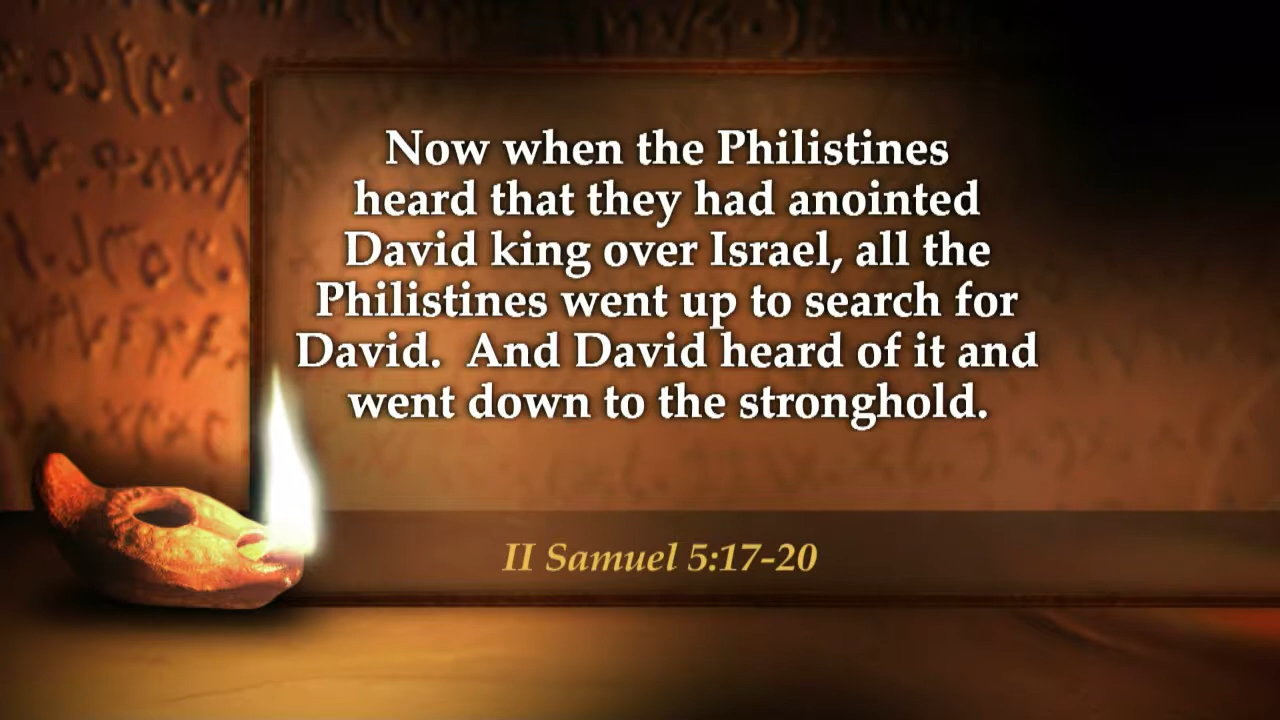 Now when the Philistines
heard that they had anointed
David king over Israel, all the
Philistines went up to search for
David.  And David heard of it and
went down to the stronghold.
II Samuel 5:17-20